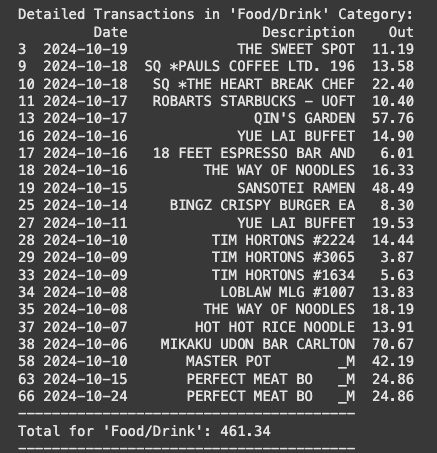 Detailed Transactions in 'Food/Drink' Category:
Date Description Out
3 2024-10-19 THE SWEET SPOT 11.19
9 2024-10-18 SQ *PAULS COFFEE LTD. 196 13.58
10 2024-10-18 SQ *THE HEART BREAK CHEF 22.40
11 2024-10-17 ROBARTS STARBUCKS - UOFT 10.40
13 2024-10-17 QIN'S GARDEN 57.76
16 2024-10-16 YUE LAI BUFFET 14.90
17 2024-10-16 18 FEET ESPRESSO BAR AND 6.01
18 2024-10-16 THE WAY OF NOODLES 16.33
19 2024-10-15 SANSOTEI RAMEN 48.49
25 2024-10-14 BINGZ CRISPY BURGER EA 8.30
27 2024-10-11 YUE LAI BUFFET 19.53
28 2024-10-10 TIM HORTONS #2224 14.44
29 2024-10-09 TIM HORTONS #3065 3.87
33 2024-10-09 TIM HORTONS #1634 5.63
34 2024-10-08 LOBLAW MLG #1007 13.83
35 2024-10-08 THE WAY OF NOODLES 18.19
37 2024-10-07 HOT HOT RICE NOODLE 13.91
38 2024-10-06 MIKAKU UDON BAR CARLTON 70.67
58 2024-10-10 MASTER POT _M 42.19
63 2024-10-15 PERFECT MEAT BO _M 24.86
66 2024-10-24 PERFECT MEAT BO _M 24.86
----------------------------------------
Total for 'Food/Drink': 461.34
----------------------------------------